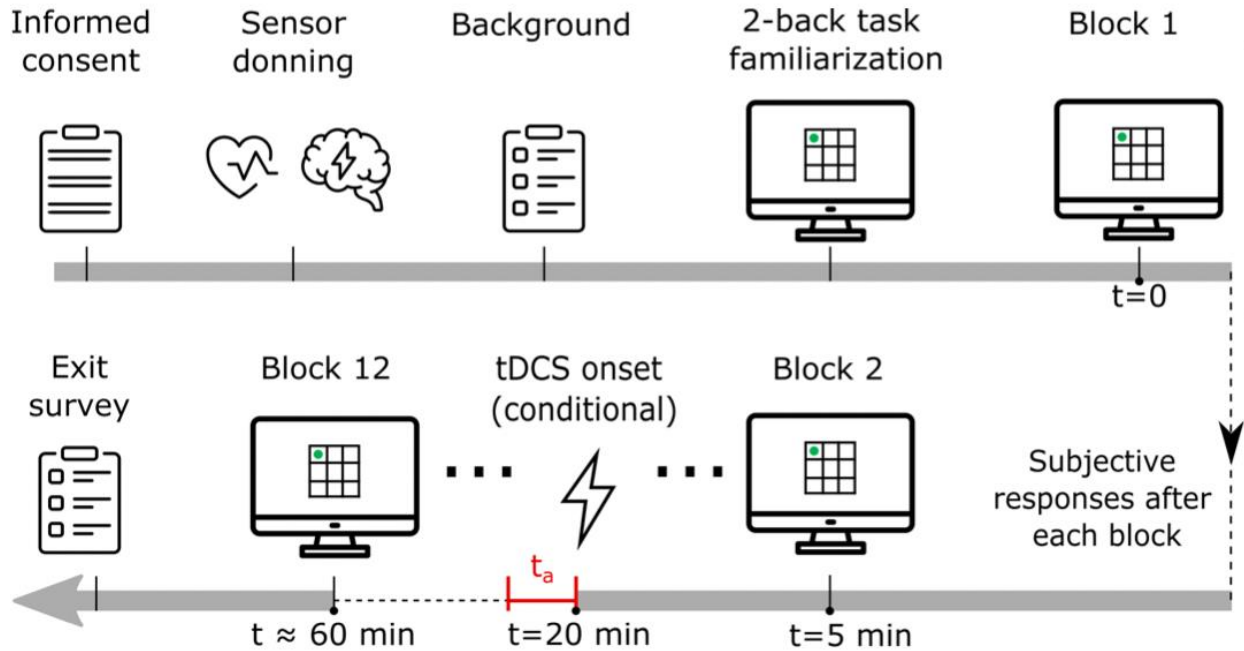 Informed
consent
Sensor
donning
Background
2-back task
familiarization
Block 1
t=0
Exit
survey
Block 12
tDCS onset
(conditional)
Block 2
Subjective
responses after
each block
tₐ
t ≈ 60 min
t=20 min
t=5 min